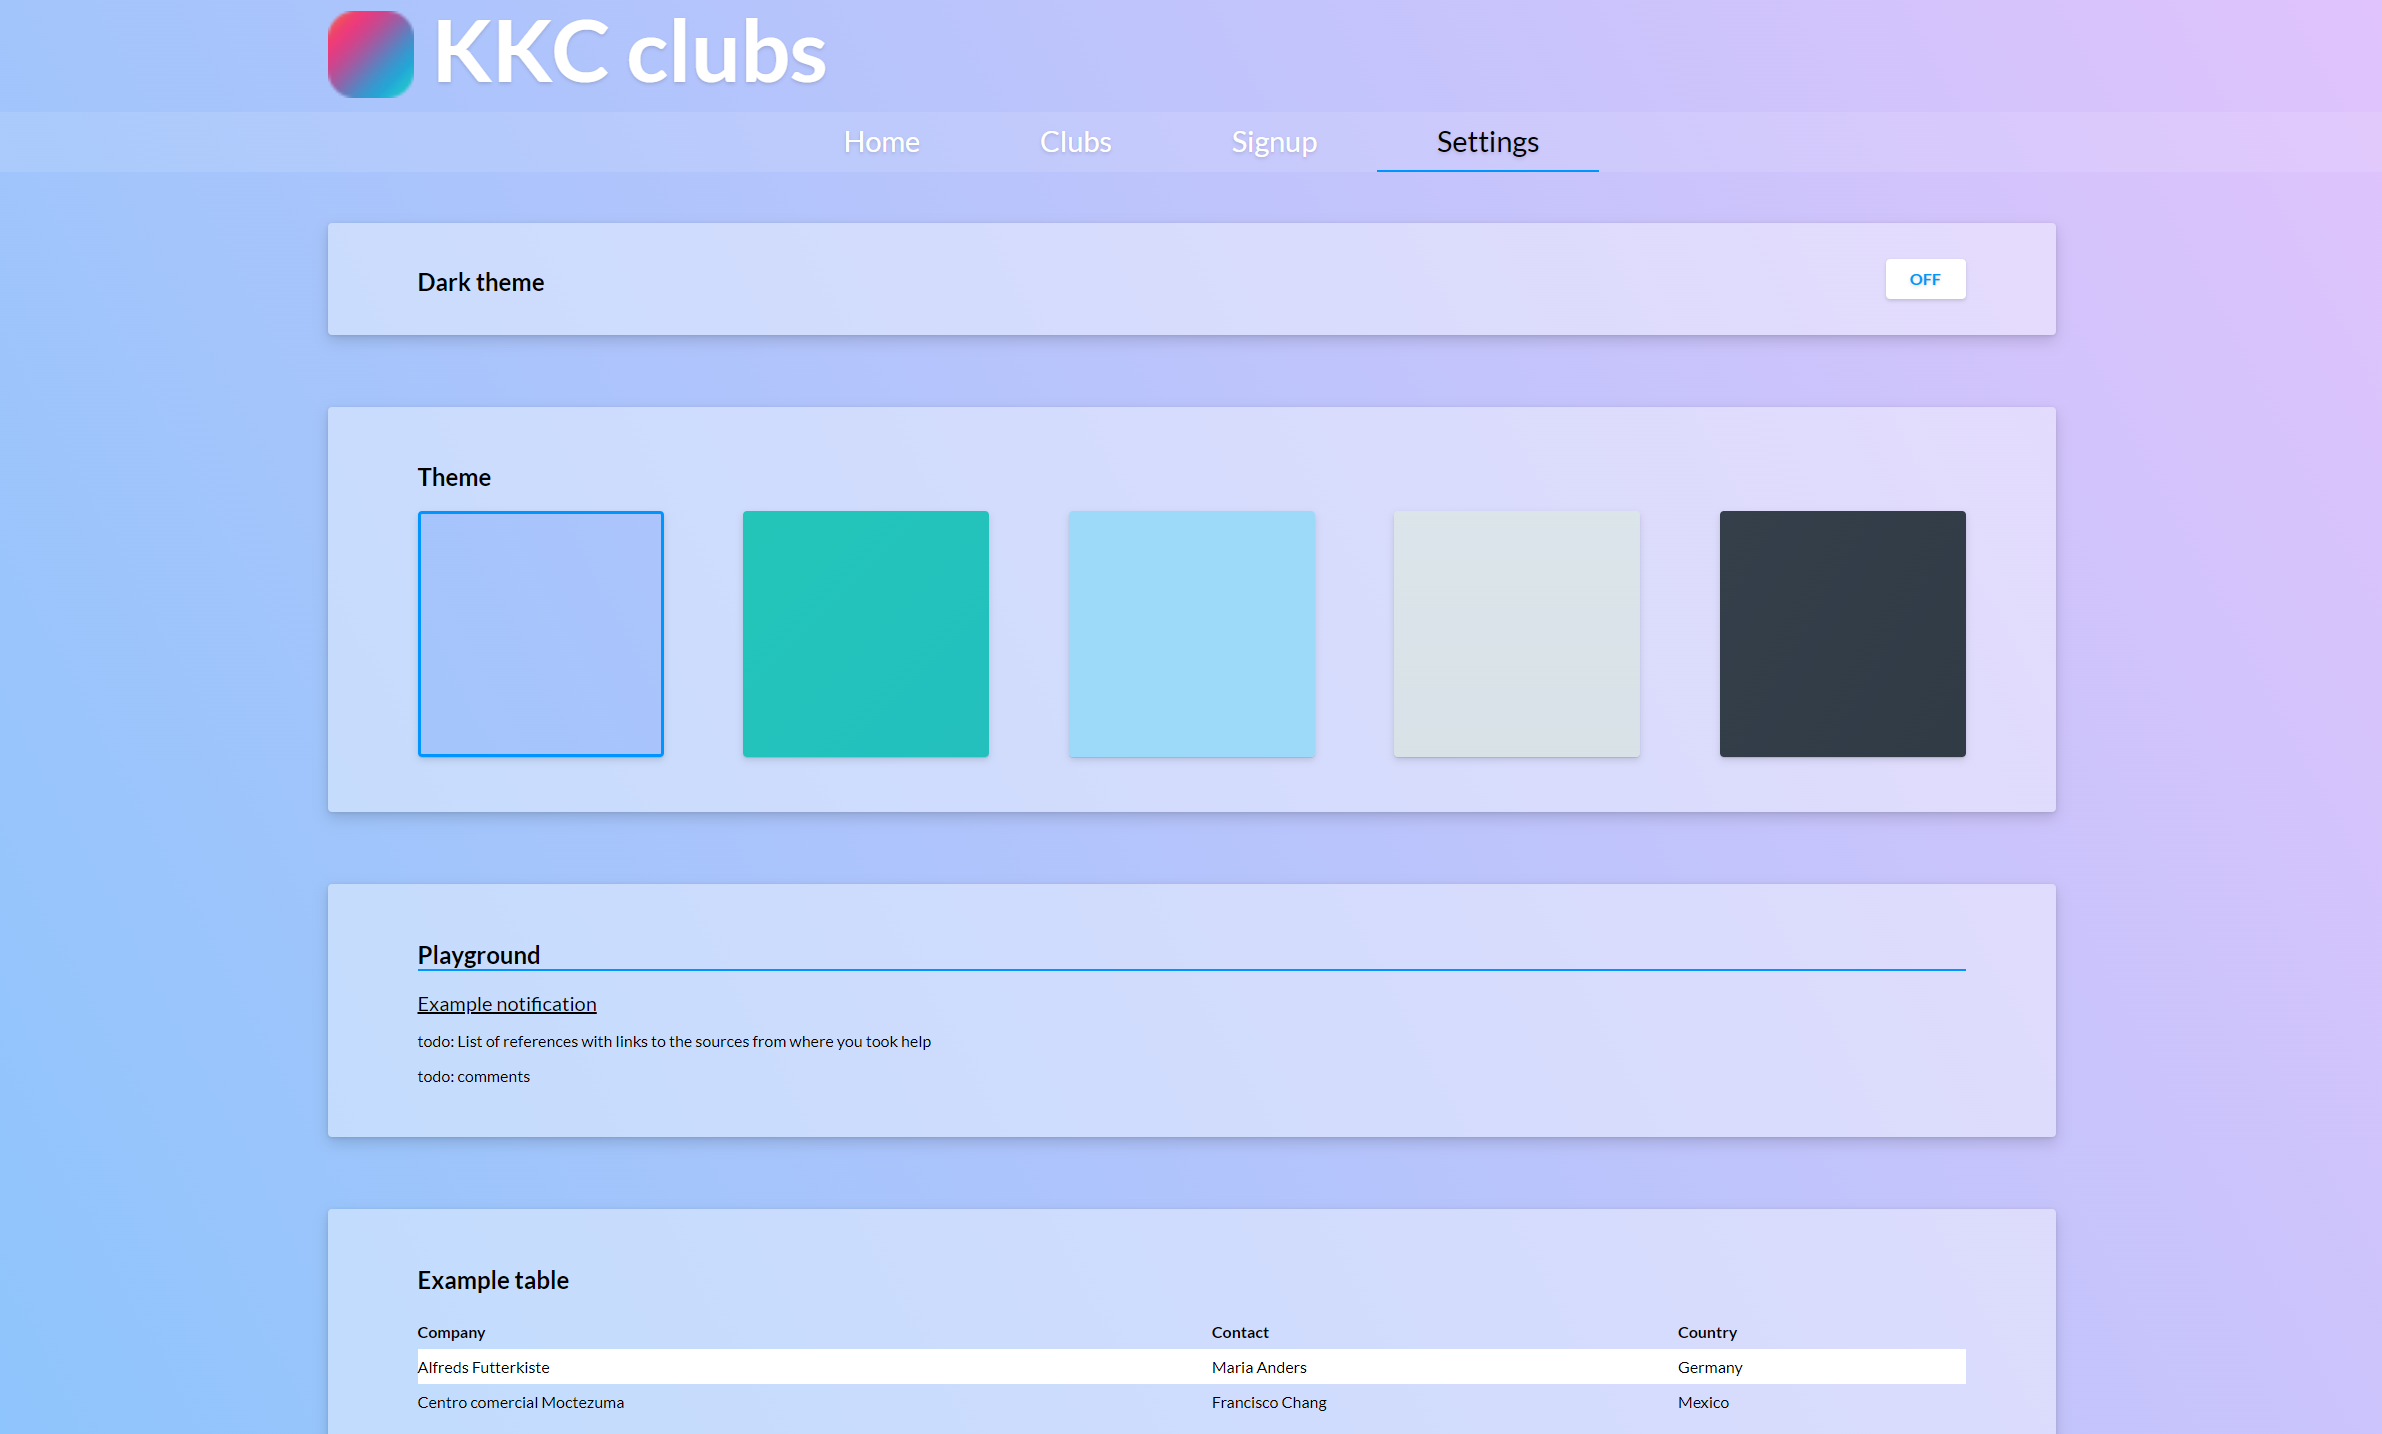 KKC clubs
Home Clubs Signup Settings
Dark theme OFF
Theme
Playground
Example notification
todo: List of references with links to the sources from where you took help
todo: comments
Example table
Company Contact Country
Alfreds Futterkiste Maria Anders Germany
Centro comercial Moctezuma Francisco Chang Mexico